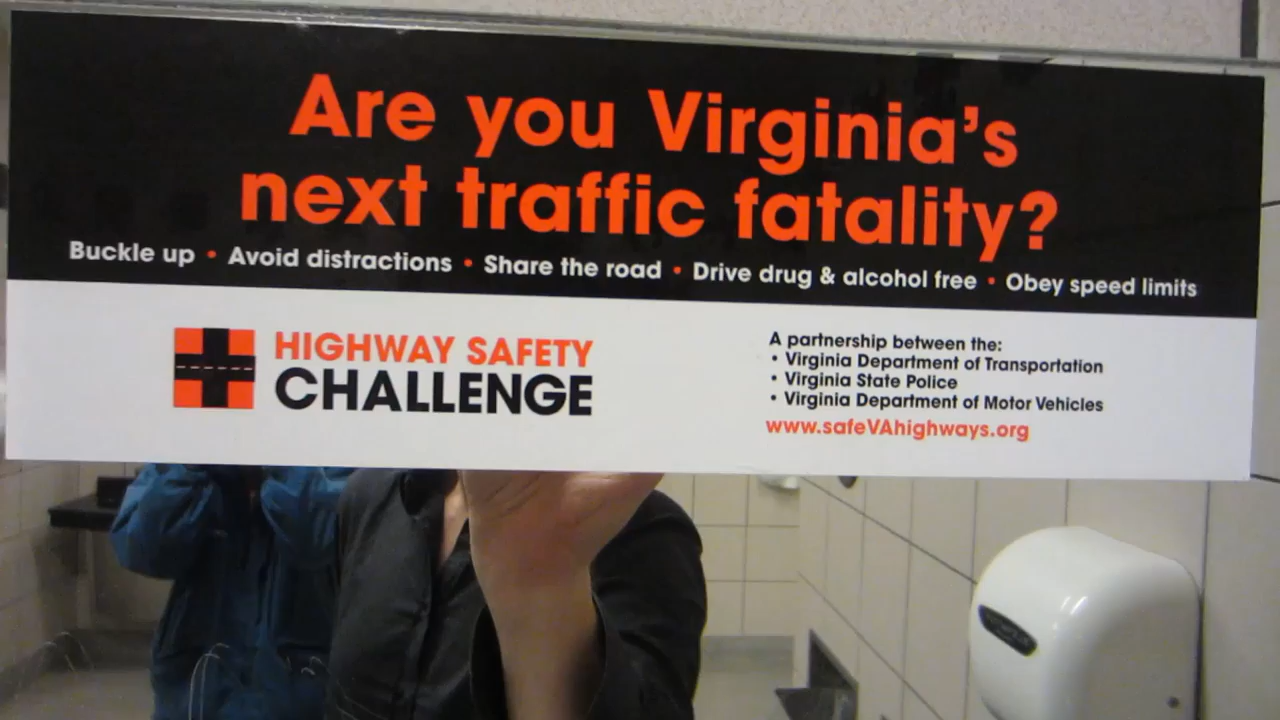 Are you Virginia's
next traffic fatality?
Buckle up • Avoid distractions • Share the road • Drive drug & alcohol free • Obey speed limits
HIGHWAY SAFETY
CHALLENGE
A partnership between the:
• Virginia Department of Transportation
• Virginia State Police
• Virginia Department of Motor Vehicles
www.safeVAhighways.org